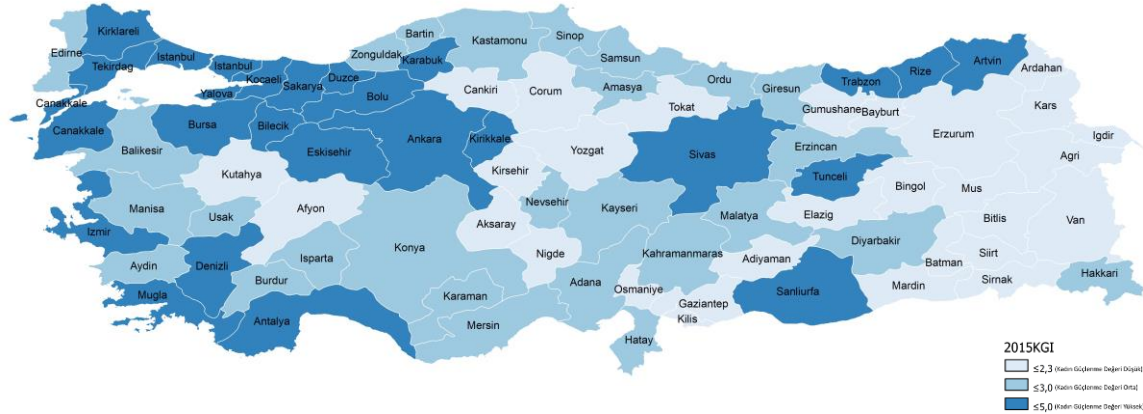 Kirklareli
Edirne
Tekirdag
Istanbul
Istanbul
Kocaeli
Yalova
Sakarya
Duzce
Zonguldak
Bartin
Karabuk
Kastamonu
Sinop
Samsun
Bolu
Cankiri
Corum
Amasya
Ordu
Giresun
Trabzon
Rize
Artvin
Ardahan
Canakkale
Canakkale
Bursa
Bilecik
Eskisehir
Ankara
Kirikkale
Yozgat
Tokat
Sivas
Gumushane
Bayburt
Erzincan
Erzurum
Kars
Igdir
Agri
Balikesir
Kutahya
Kirsehir
Tunceli
Bingol
Mus
Manisa
Usak
Afyon
Aksaray
Nevsehir
Kayseri
Malatya
Elazig
Bitlis
Van
Izmir
Konya
Nigde
Kahramanmaras
Adiyaman
Diyarbakir
Batman
Siirt
Aydin
Denizli
Isparta
Burdur
Karaman
Adana
Osmaniye
Gaziantep
Sanliurfa
Mardin
Sirnak
Hakkari
Mugla
Antalya
Mersin
Kilis
Hatay
2015KGI
≤2,3 (Kadın Güçlenme Değeri Düşük)
≤3,0 (Kadın Güçlenme Değeri Orta)
≤5,0 (Kadın Güçlenme Değeri Yüksek)